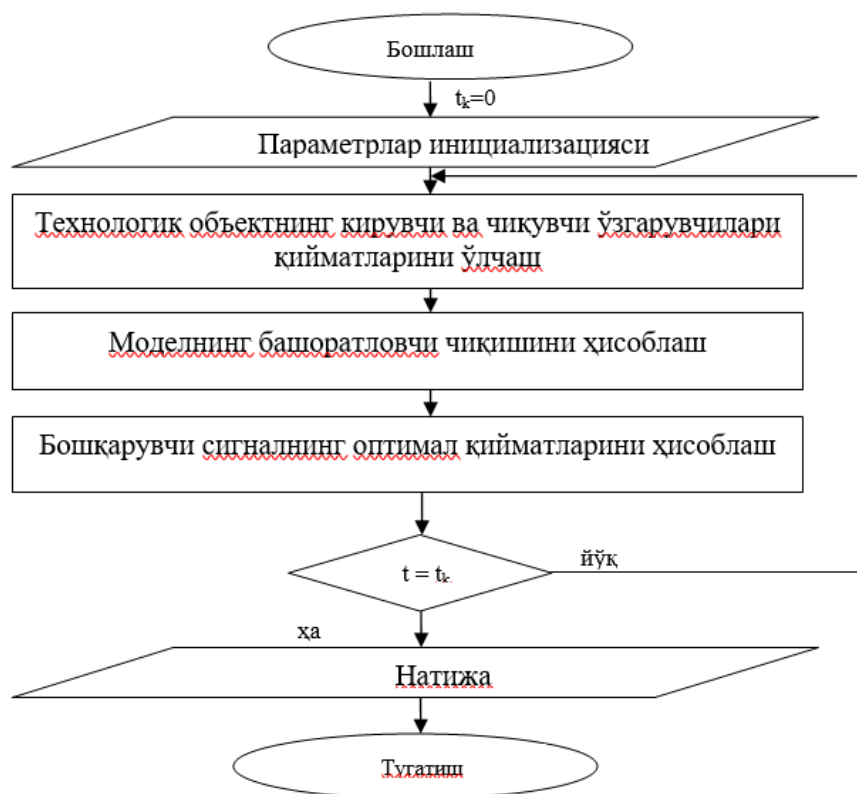 Бошлаш
tₖ=0
Параметрлар инициализацияси
Технологик объектнинг кирувчи ва чиқувчи ўзгарувчилари
қийматларини ўлчаш
Моделнинг башоратловчи чиқишини ҳисоблаш
Бошқарувчи сигналнинг оптимал қийматларини ҳисоблаш
t = tₖ
йўқ
ҳа
Натижа
Тугатиш